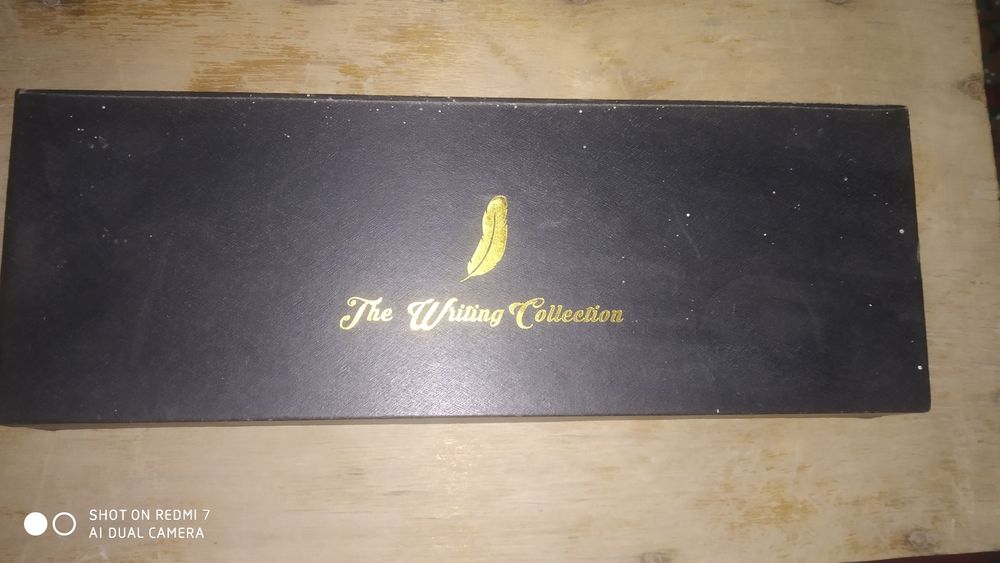 The Writing Collection
SHOT ON REDMI 7
AI DUAL CAMERA